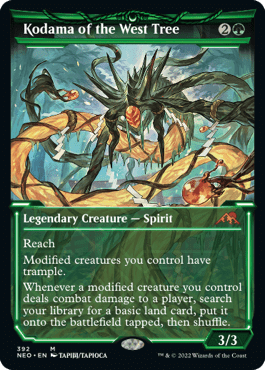 Kodama of the West Tree 2
Legendary Creature — Spirit
Reach
Modified creatures you control have
trample.
Whenever a modified creature you control
deals combat damage to a player, search
your library for a basic land card, put it
onto the battlefield tapped, then shuffle.
3/3
392 M
NEO • EN TAPIRI/TAPIOCA
™ & © 2022 Wizards of the Coast